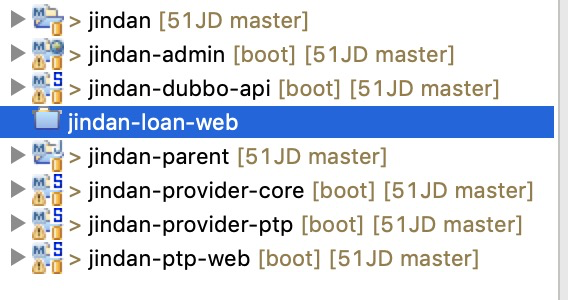 > jindan [51JD master]
> jindan-admin [boot] [51JD master]
> jindan-dubbo-api [boot] [51JD master]
jindan-loan-web
> jindan-parent [51JD master]
> jindan-provider-core [boot] [51JD master]
> jindan-provider-ptp [boot] [51JD master]
> jindan-ptp-web [boot] [51JD master]